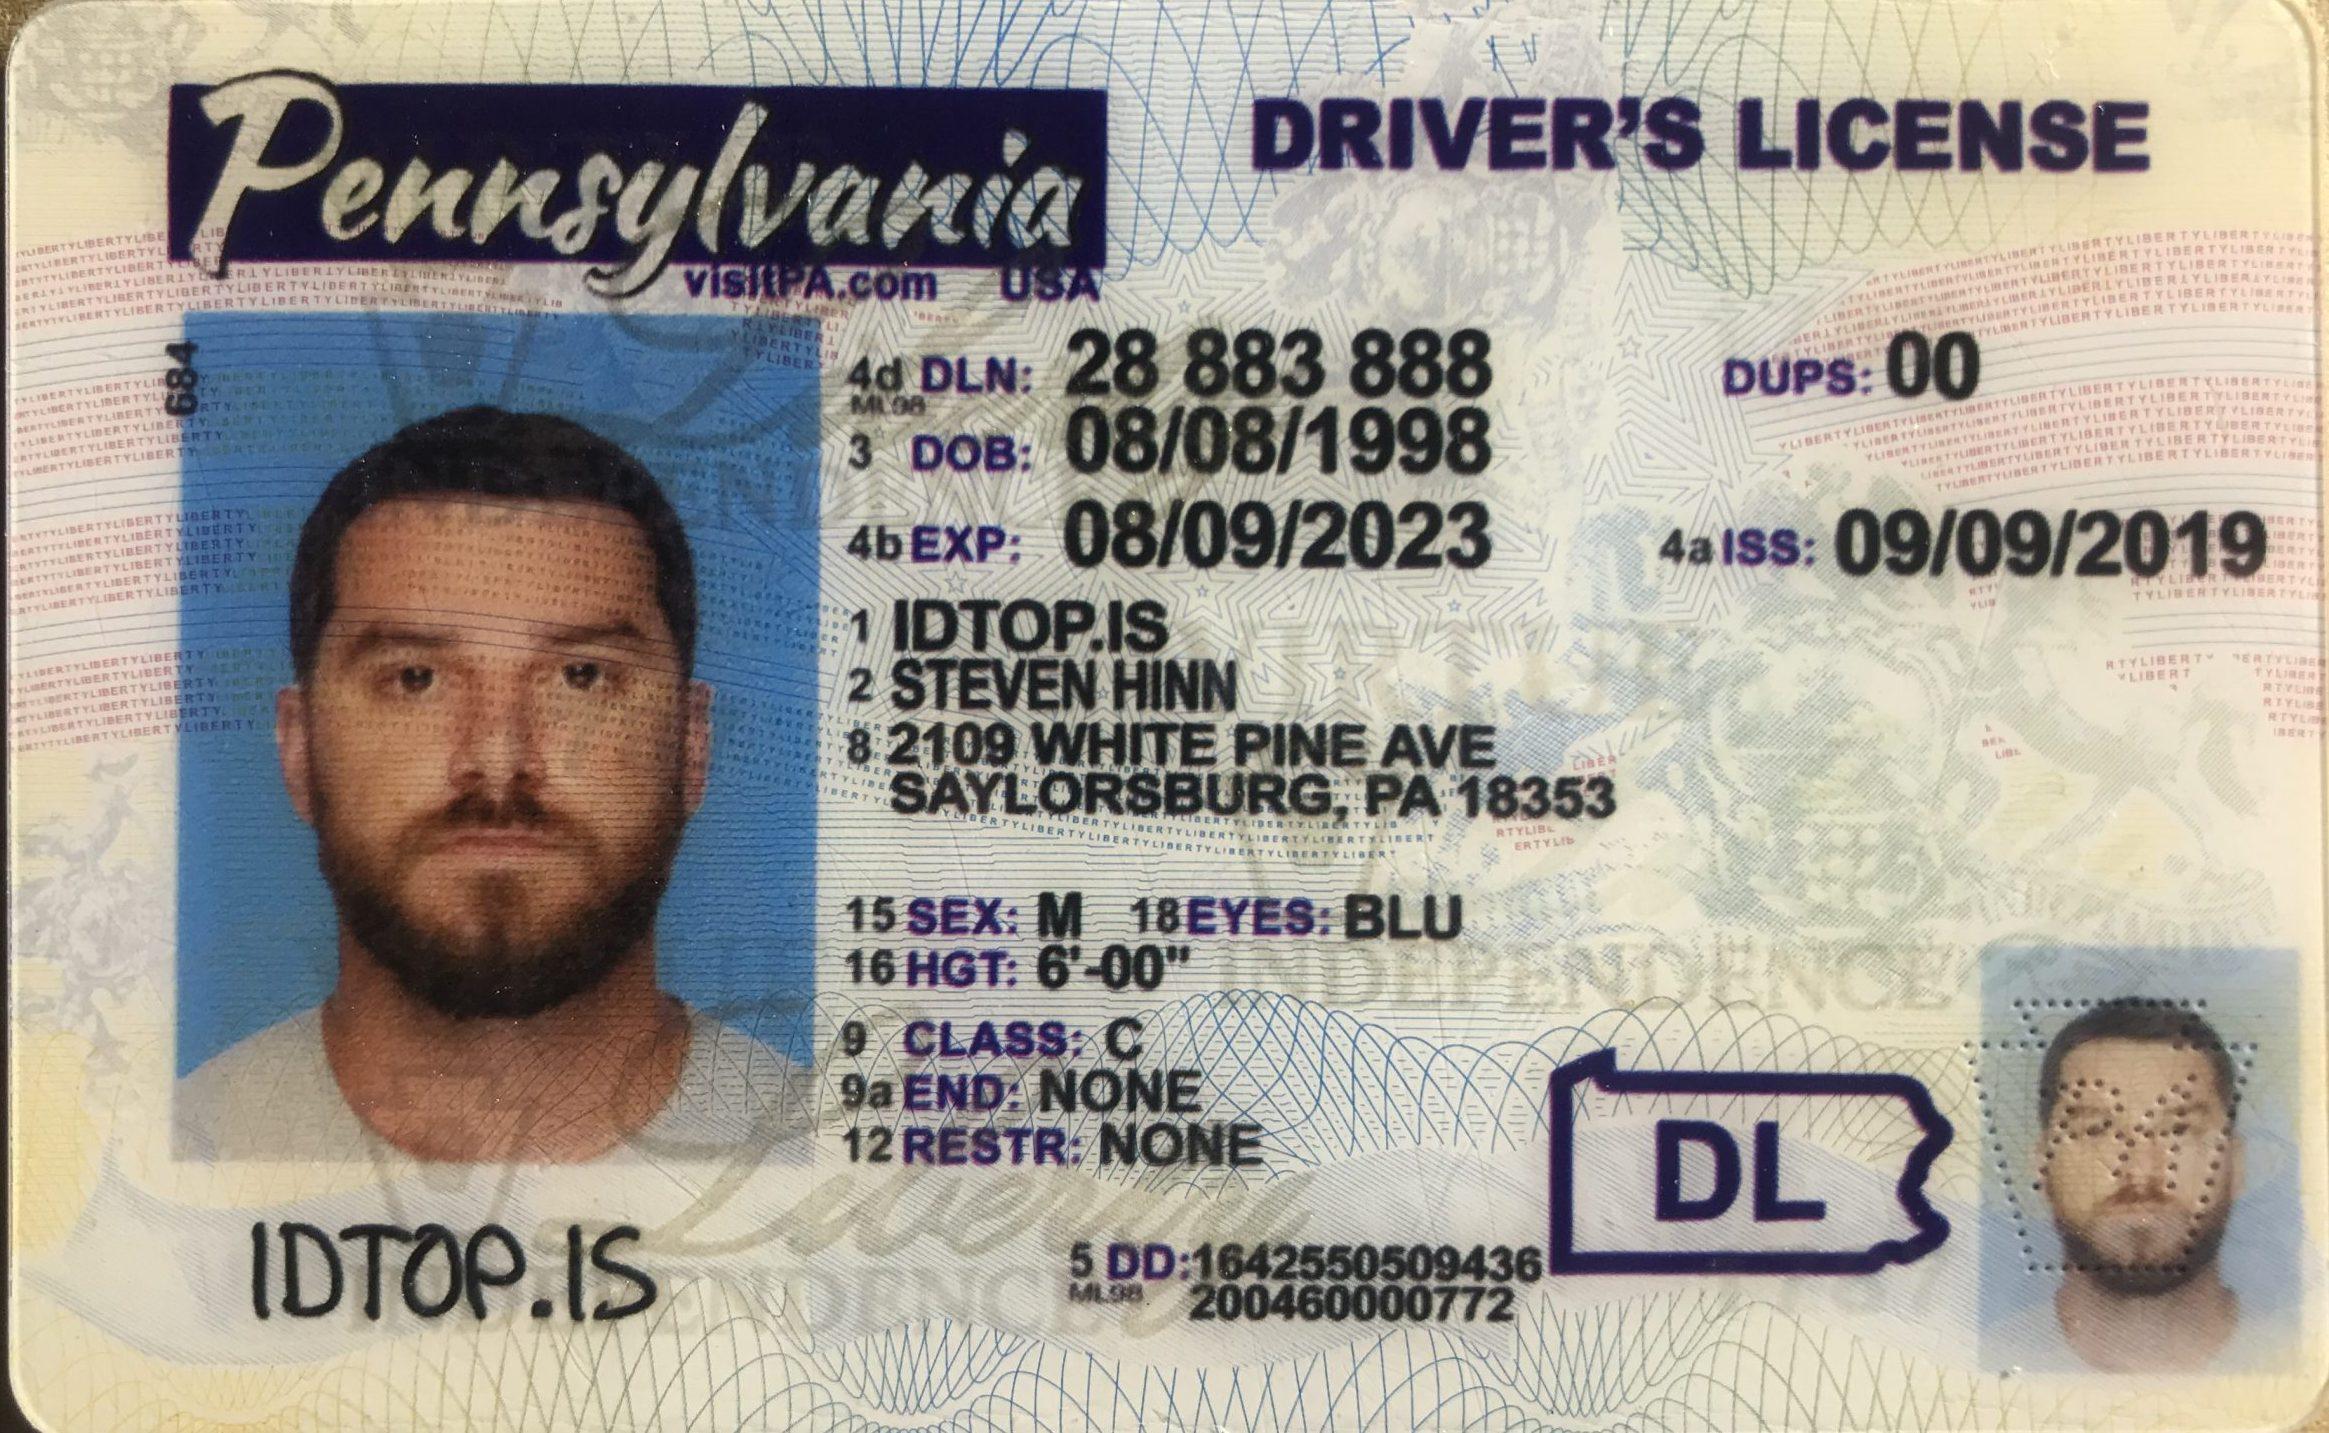 Pennsylvania
visitPA.com USA
DRIVER'S LICENSE
684
4d DLN: 28 883 888
DUPS: 00
ML98
3 DOB: 08/08/1998
4b EXP: 08/09/2023
4a ISS: 09/09/2019
1 IDTOP.IS
2 STEVEN HINN
8 2109 WHITE PINE AVE
SAYLORSBURG, PA 18353
15 SEX: M 18 EYES: BLU
16 HGT: 6'-00"
INDEPENDENCE
9 CLASS: C
9a END: NONE
12 RESTR: NONE
Liberty
INDEPENDENCE
IDTOP.IS
5 DD:1642550509436
ML98
200460000772
DL